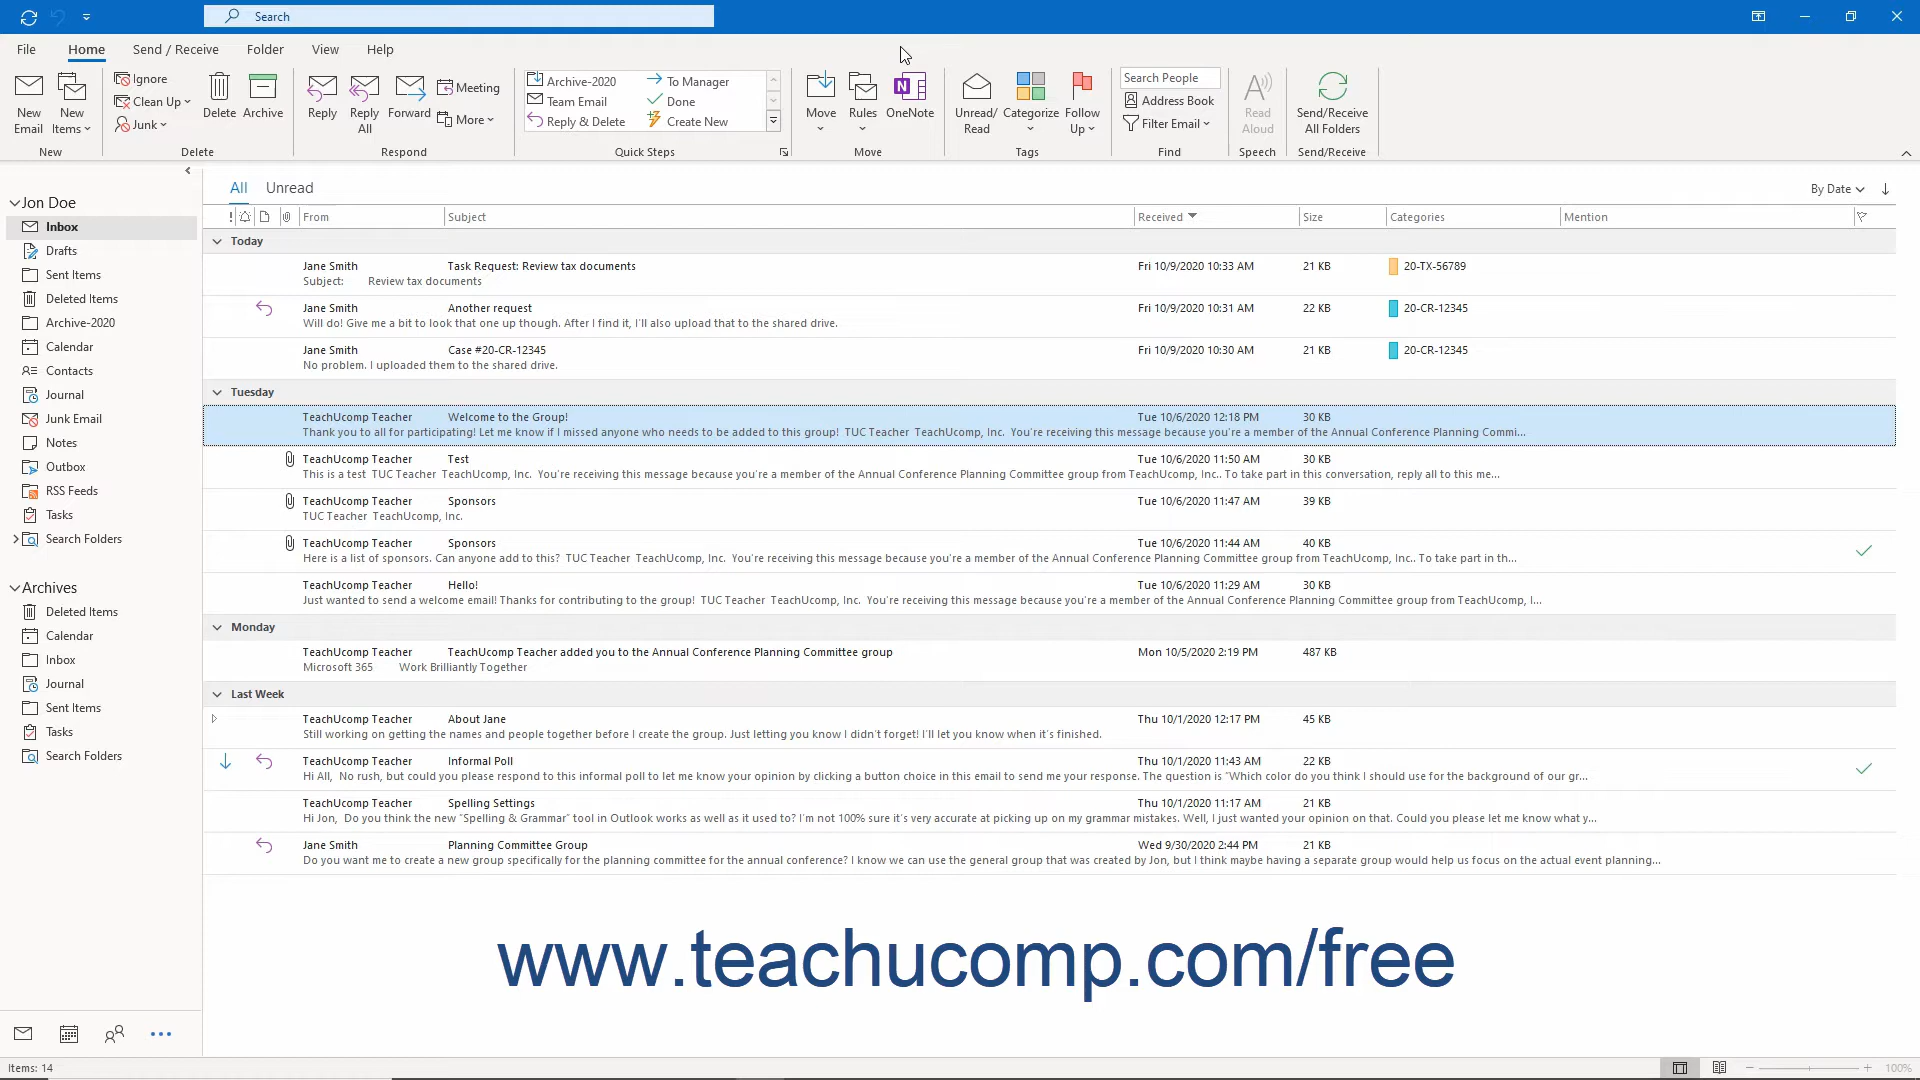 Search
File Home Send / Receive Folder View Help
New Email
New Items
New
Ignore
Clean Up
Junk
Delete
Archive
Delete
Reply
Reply All
Forward
Meeting
More
Respond
Archive-2020
Team Email
Reply & Delete
To Manager
Done
Create New
Quick Steps
Move
Rules
OneNote
Move
Unread/ Read
Categorize
Follow Up
Tags
Search People
Address Book
Filter Email
Find
Read Aloud
Speech
Send/Receive All Folders
Send/Receive
Jon Doe
Inbox
Drafts
Sent Items
Deleted Items
Archive-2020
Calendar
Contacts
Journal
Junk Email
Notes
Outbox
RSS Feeds
Tasks
Search Folders
Archives
Deleted Items
Calendar
Inbox
Journal
Sent Items
Tasks
Search Folders
All Unread
By Date
! From Subject Received Size Categories Mention
Today
Jane Smith Task Request: Review tax documents Fri 10/9/2020 10:33 AM 21 KB 20-TX-56789
Subject: Review tax documents
Jane Smith Another request Fri 10/9/2020 10:31 AM 22 KB 20-CR-12345
Will do! Give me a bit to look that one up though. After I find it, I'll also upload that to the shared drive.
Jane Smith Case #20-CR-12345 Fri 10/9/2020 10:30 AM 21 KB 20-CR-12345
No problem. I uploaded them to the shared drive.
Tuesday
TeachUcomp Teacher Welcome to the Group! Tue 10/6/2020 12:18 PM 30 KB
Thank you to all for participating! Let me know if I missed anyone who needs to be added to this group! TUC Teacher TeachUcomp, Inc. You're receiving this message because you're a member of the Annual Conference Planning Commi...
TeachUcomp Teacher Test Tue 10/6/2020 11:50 AM 30 KB
This is a test TUC Teacher TeachUcomp, Inc. You're receiving this message because you're a member of the Annual Conference Planning Committee group from TeachUcomp, Inc.. To take part in this conversation, reply all to this me...
TeachUcomp Teacher Sponsors Tue 10/6/2020 11:47 AM 39 KB
TUC Teacher TeachUcomp, Inc.
TeachUcomp Teacher Sponsors Tue 10/6/2020 11:44 AM 40 KB
Here is a list of sponsors. Can anyone add to this? TUC Teacher TeachUcomp, Inc. You're receiving this message because you're a member of the Annual Conference Planning Committee group from TeachUcomp, Inc.. To take part in th...
TeachUcomp Teacher Hello! Tue 10/6/2020 11:29 AM 30 KB
Just wanted to send a welcome email! Thanks for contributing to the group! TUC Teacher TeachUcomp, Inc. You're receiving this message because you're a member of the Annual Conference Planning Committee group from TeachUcomp, I...
Monday
TeachUcomp Teacher TeachUcomp Teacher added you to the Annual Conference Planning Committee group Mon 10/5/2020 2:19 PM 487 KB
Microsoft 365 Work Brilliantly Together
Last Week
TeachUcomp Teacher About Jane Thu 10/1/2020 12:17 PM 45 KB
Still working on getting the names and people together before I create the group. Just letting you know I didn't forget! I'll let you know when it's finished.
TeachUcomp Teacher Informal Poll Thu 10/1/2020 11:43 AM 22 KB
Hi All, No rush, but could you please respond to this informal poll to let me know your opinion by clicking a button choice in this email to send me your response. The question is "Which color do you think I should use for the background of our gr...
TeachUcomp Teacher Spelling Settings Thu 10/1/2020 11:17 AM 21 KB
Hi Jon, Do you think the new "Spelling & Grammar" tool in Outlook works as well as it used to? I'm not 100% sure it's very accurate at picking up on my grammar mistakes. Well, I just wanted your opinion on that. Could you please let me know what y...
Jane Smith Planning Committee Group Wed 9/30/2020 2:44 PM 21 KB
Do you want me to create a new group specifically for the planning committee for the annual conference? I know we can use the general group that was created by Jon, but I think maybe having a separate group would help us focus on the actual event planning...
www.teachucomp.com/free
Items: 14
100%